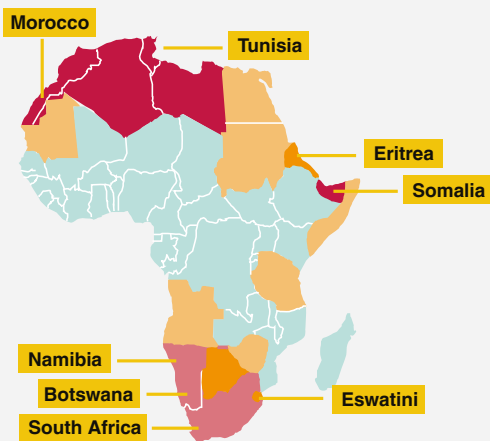 Morocco
Tunisia
Eritrea
Somalia
Namibia
Botswana
Eswatini
South Africa